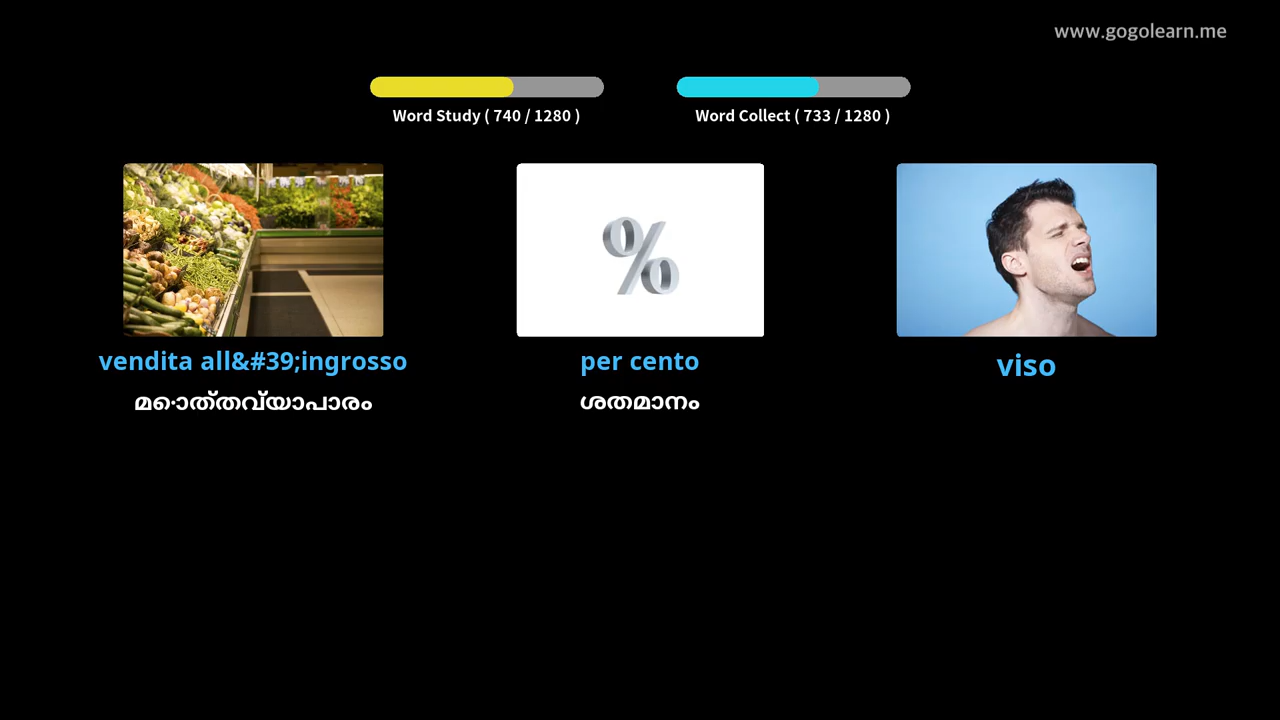 www.gogolearn.me
Word Study ( 740 / 1280 )
Word Collect ( 733 / 1280 )
vendita all&#39;ingrosso
per cento
viso
മൊത്തവ്യാപാരം
ശതമാനം